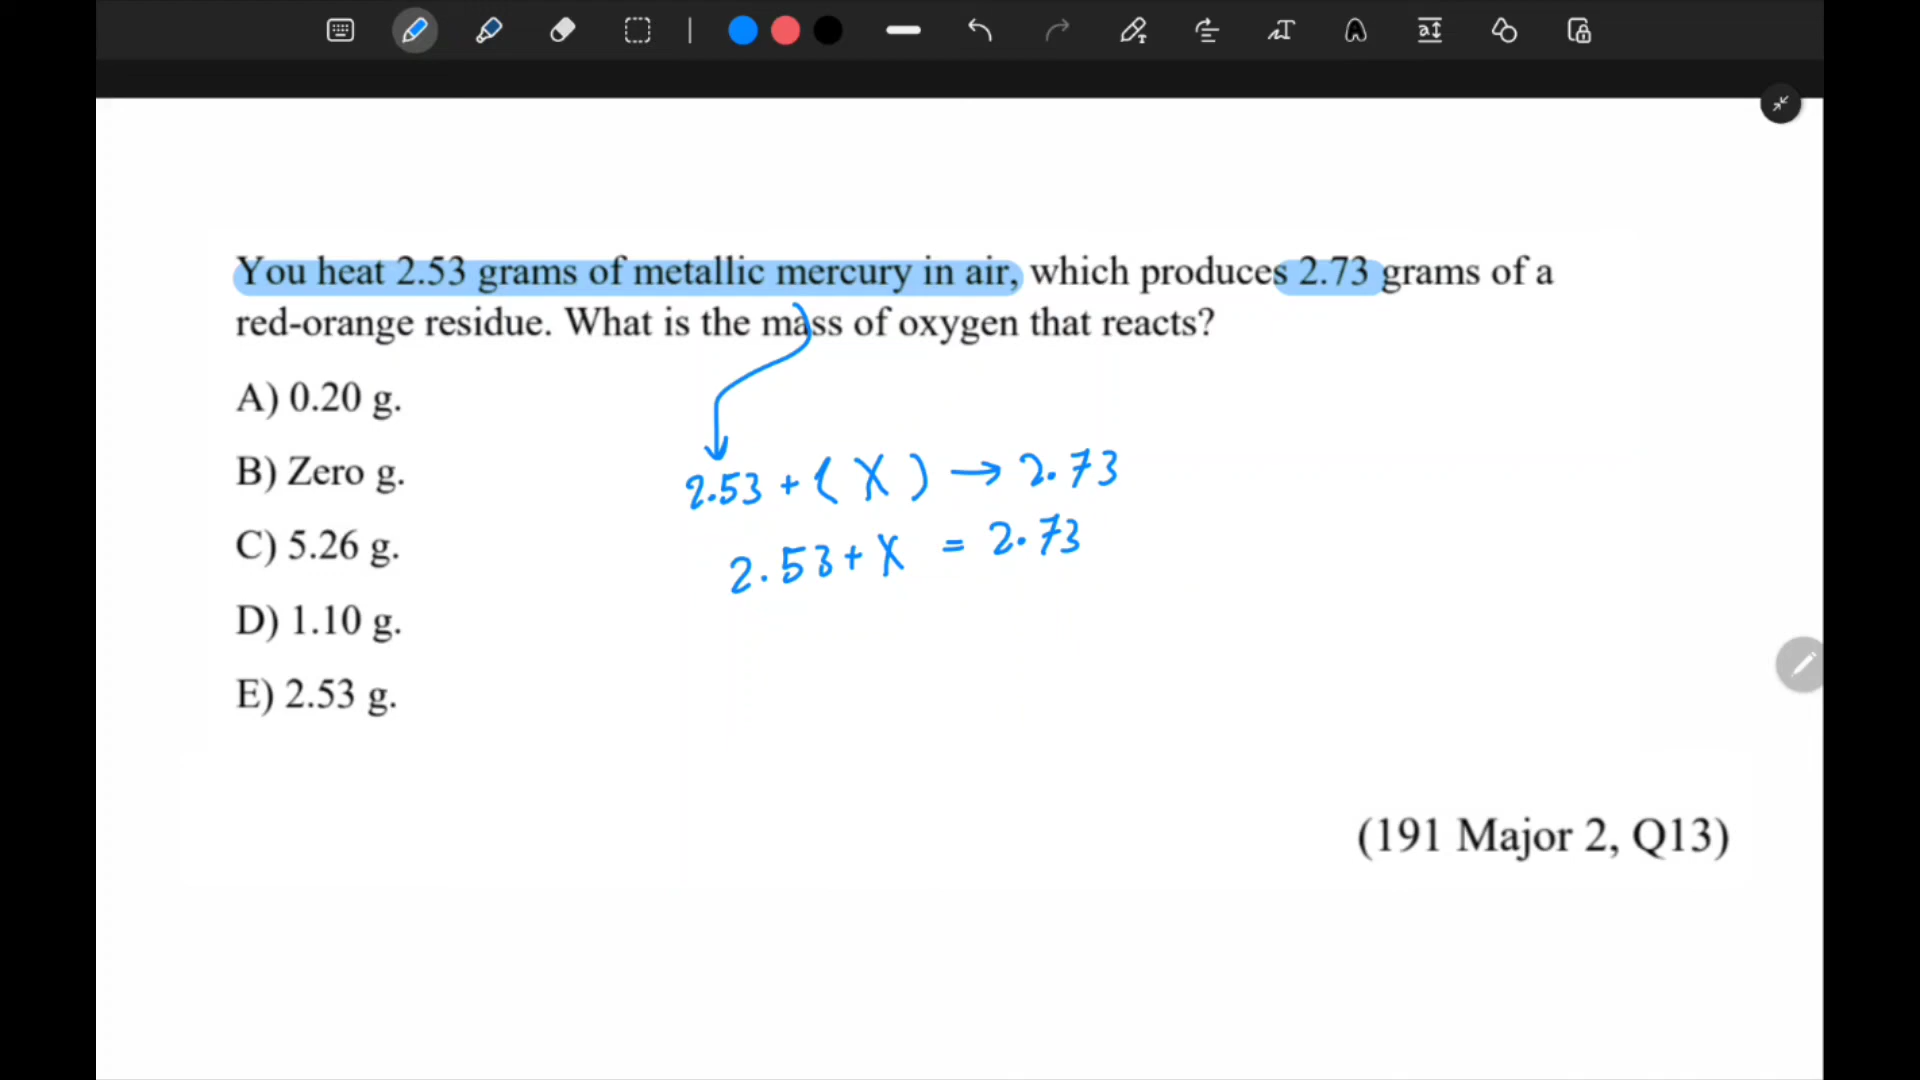 You heat 2.53 grams of metallic mercury in air, which produces 2.73 grams of a
red-orange residue. What is the mass of oxygen that reacts?
A) 0.20 g.
B) Zero g.
C) 5.26 g.
D) 1.10 g.
E) 2.53 g.
2.53 + ( X ) → 2.73
2.53 + X = 2.73
(191 Major 2, Q13)